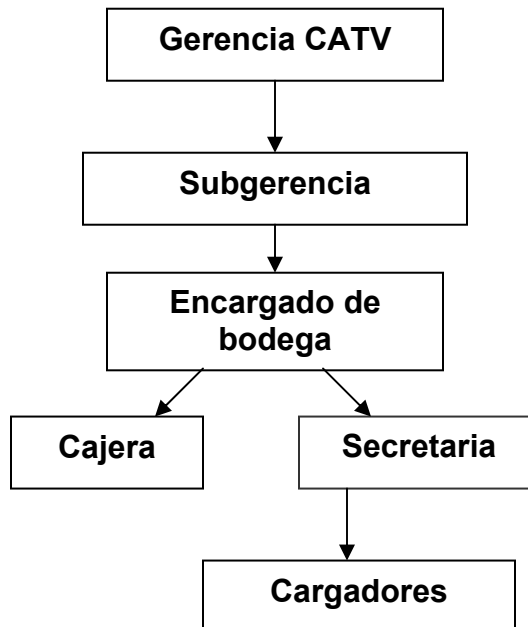 Gerencia CATV
Subgerencia
Encargado de
bodega
Cajera
Secretaria
Cargadores